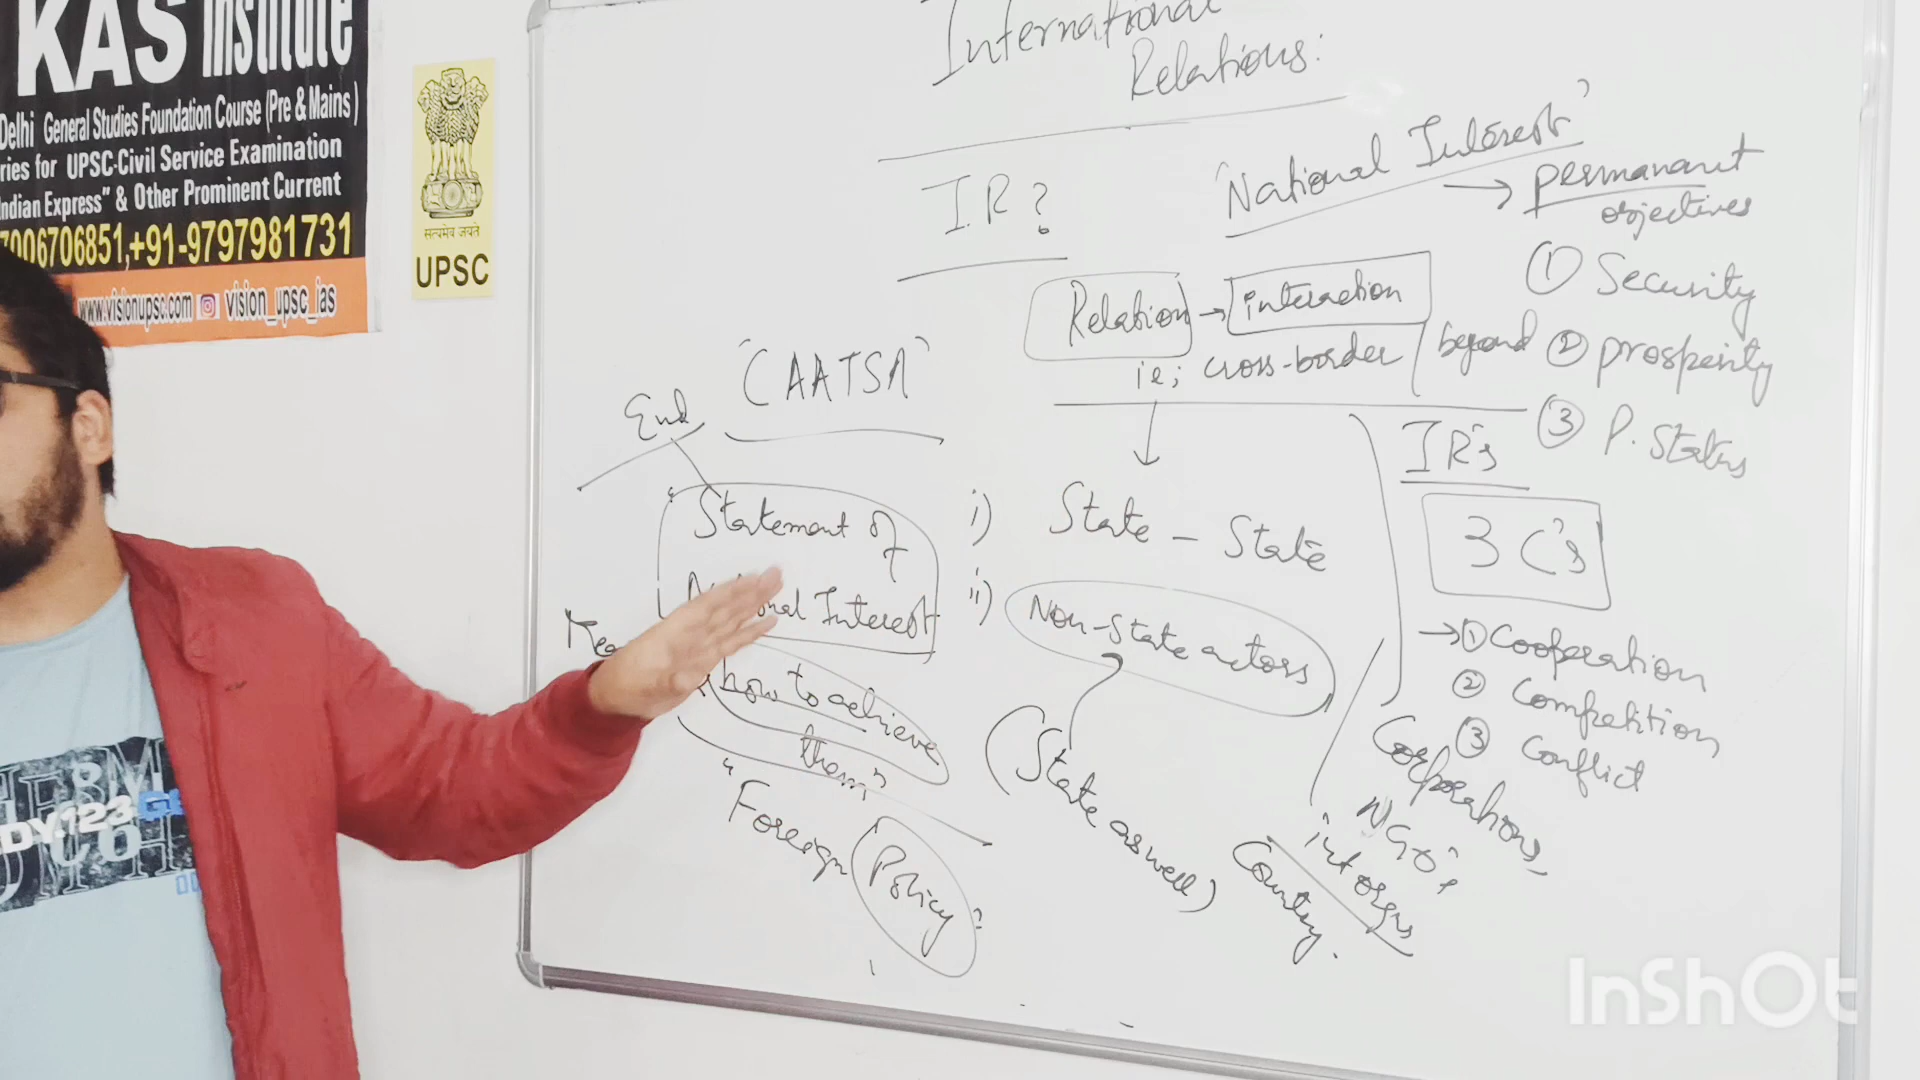 KAS Institute
Delhi General Studies Foundation Course (Pre & Mains)
ries for UPSC-Civil Service Examination
Indian Express" & Other Prominent Current
7006706851,+91-9797981731
www.visionupsc.com vision_upsc_ias
सत्यमेव जयते
UPSC
International
Relations:
I.R?
'National Interest'
→ permanant
objectives
① Security
② prosperity
③ P. Status
Relation → interaction
ie; cross-border
beyond
'CAATSA'
End
Statement of
National Interest
how to achieve
them"
"Foreign Policy"
i) State - State
ii) Non-state actors
(State as well)
IR's
3 C's
→ ① Cooperation
② Competition
③ Conflict
Corporations,
NGO's
int orgns
Country.
HERBM
DY.123
InShOt